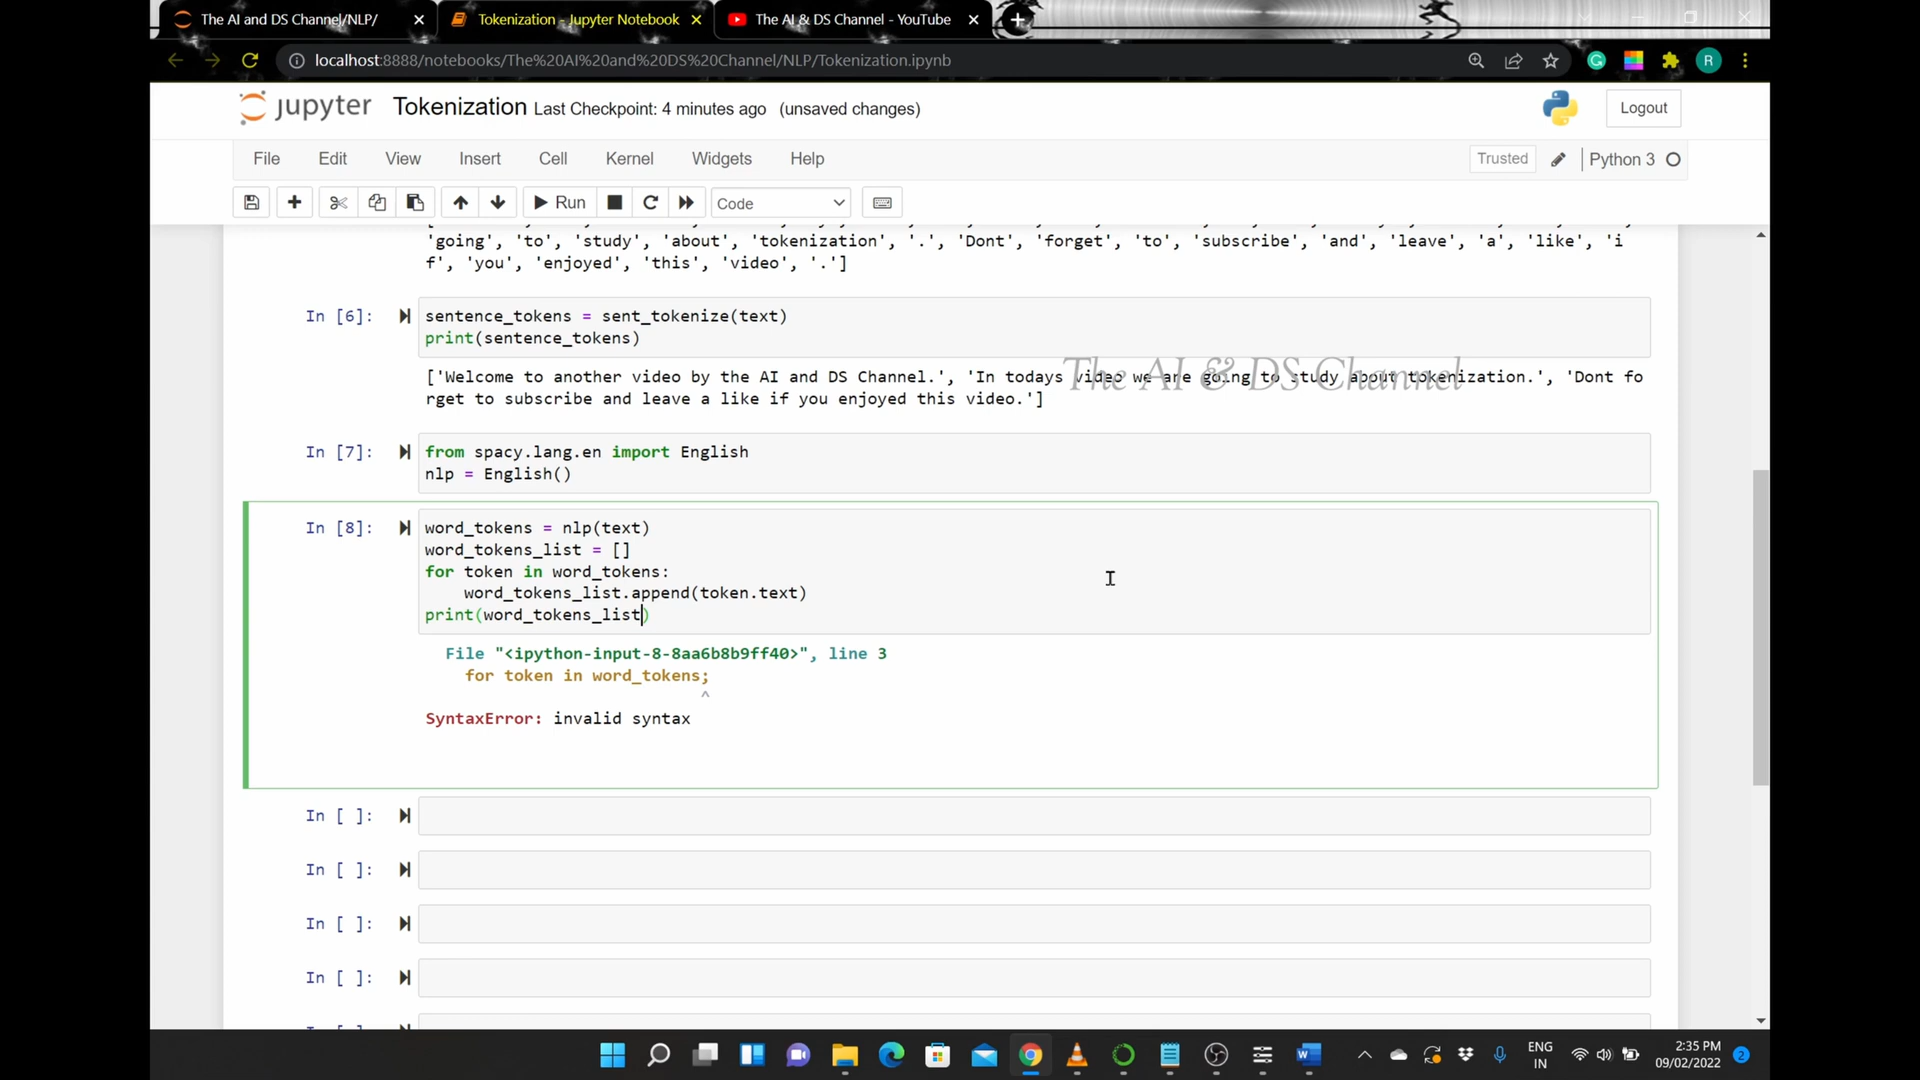 The AI and DS Channel/NLP/
Tokenization - Jupyter Notebook
The AI & DS Channel - YouTube
localhost:8888/notebooks/The%20AI%20and%20DS%20Channel/NLP/Tokenization.ipynb
R
jupyter Tokenization Last Checkpoint: 4 minutes ago (unsaved changes)
Logout
File Edit View Insert Cell Kernel Widgets Help
Trusted
Python 3
Run
Code
'going', 'to', 'study', 'about', 'tokenization', '.', 'Dont', 'forget', 'to', 'subscribe', 'and', 'leave', 'a', 'like', 'i
f', 'you', 'enjoyed', 'this', 'video', '.']
In [6]:
sentence_tokens = sent_tokenize(text)
print(sentence_tokens)
The AI & DS Channel
['Welcome to another video by the AI and DS Channel.', 'In todays video we are going to study about tokenization.', 'Dont fo
rget to subscribe and leave a like if you enjoyed this video.']
In [7]:
from spacy.lang.en import English
nlp = English()
In [8]:
word_tokens = nlp(text)
word_tokens_list = []
for token in word_tokens:
word_tokens_list.append(token.text)
print(word_tokens_list)
File "<ipython-input-8-8aa6b8b9ff40>", line 3
for token in word_tokens;
^
SyntaxError: invalid syntax
In [ ]:
In [ ]:
In [ ]:
In [ ]:
ENG
IN
2:35 PM
09/02/2022
2